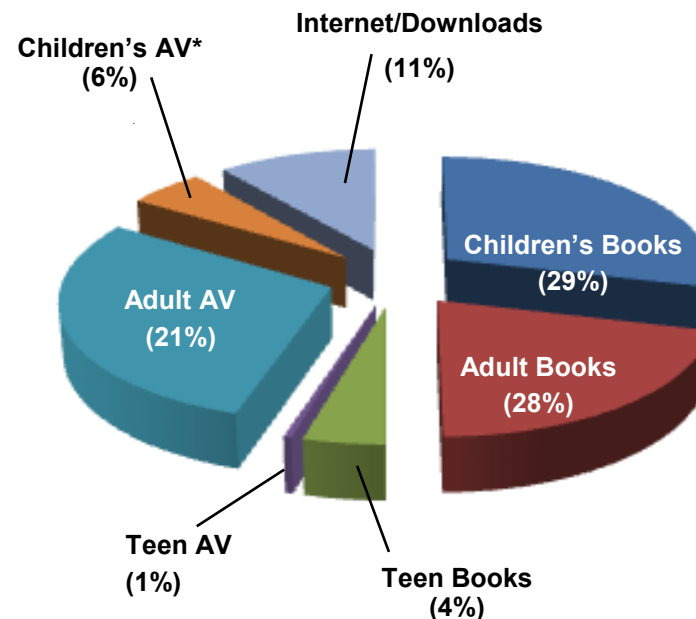 Internet/Downloads
(11%)
Children’s AV*
(6%)
Children’s Books
(29%)
Adult AV
(21%)
Adult Books
(28%)
Teen AV
(1%)
Teen Books
(4%)